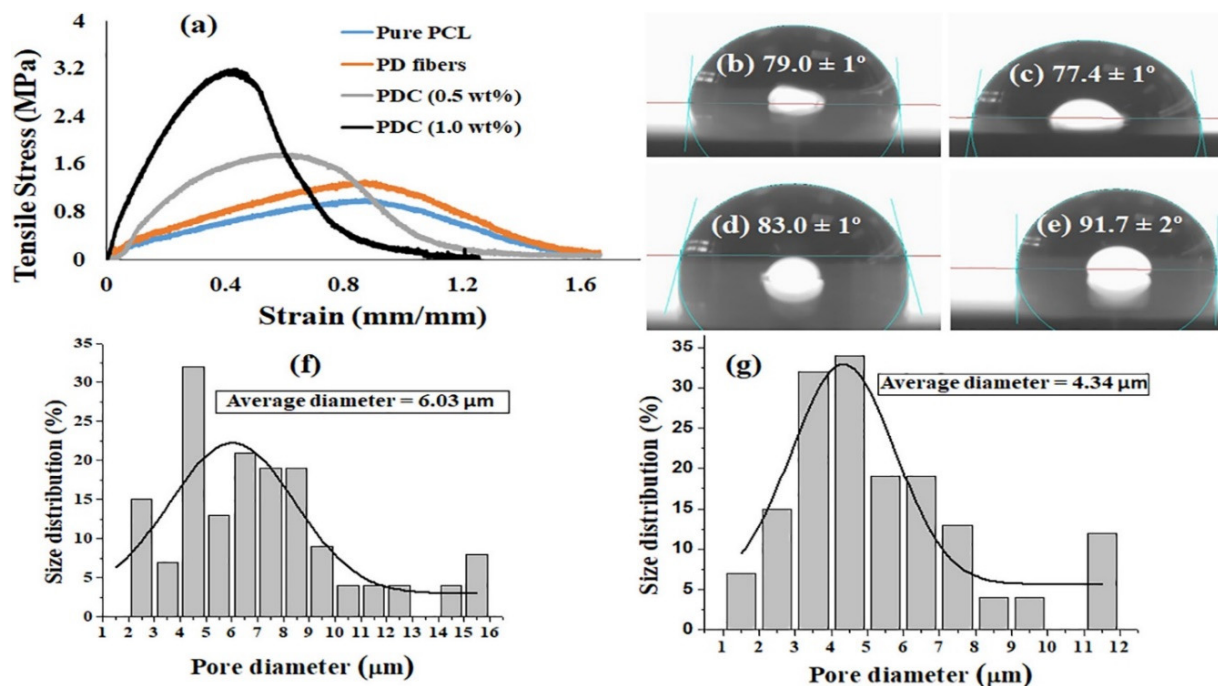 (a)
Tensile Stress (MPa)
4
3.2
2.4
1.6
0.8
0
Pure PCL
PD fibers
PDC (0.5 wt%)
PDC (1.0 wt%)
0 0.4 0.8 1.2 1.6
Strain (mm/mm)
(b) 79.0 ± 1°
(c) 77.4 ± 1°
(d) 83.0 ± 1°
(e) 91.7 ± 2°
(f)
Average diameter = 6.03 μm
Size distribution (%)
35
30
25
20
15
10
5
0
1 2 3 4 5 6 7 8 9 10 11 12 13 14 15 16
Pore diameter (μm)
(g)
Average diameter = 4.34 μm
Size distribution (%)
35
30
25
20
15
10
5
0
1 2 3 4 5 6 7 8 9 10 11 12
Pore diameter (μm)